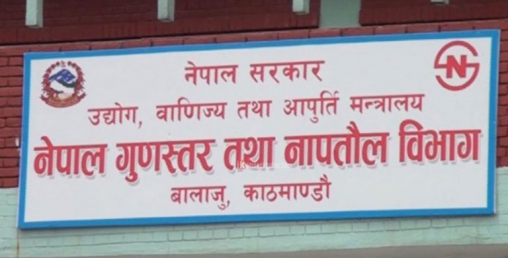 नेपाल सरकार
उद्योग, वाणिज्य तथा आपुर्ति मन्त्रालय
नेपाल गुणस्तर तथा नापतौल विभाग
बालाजु, काठमाण्डौ